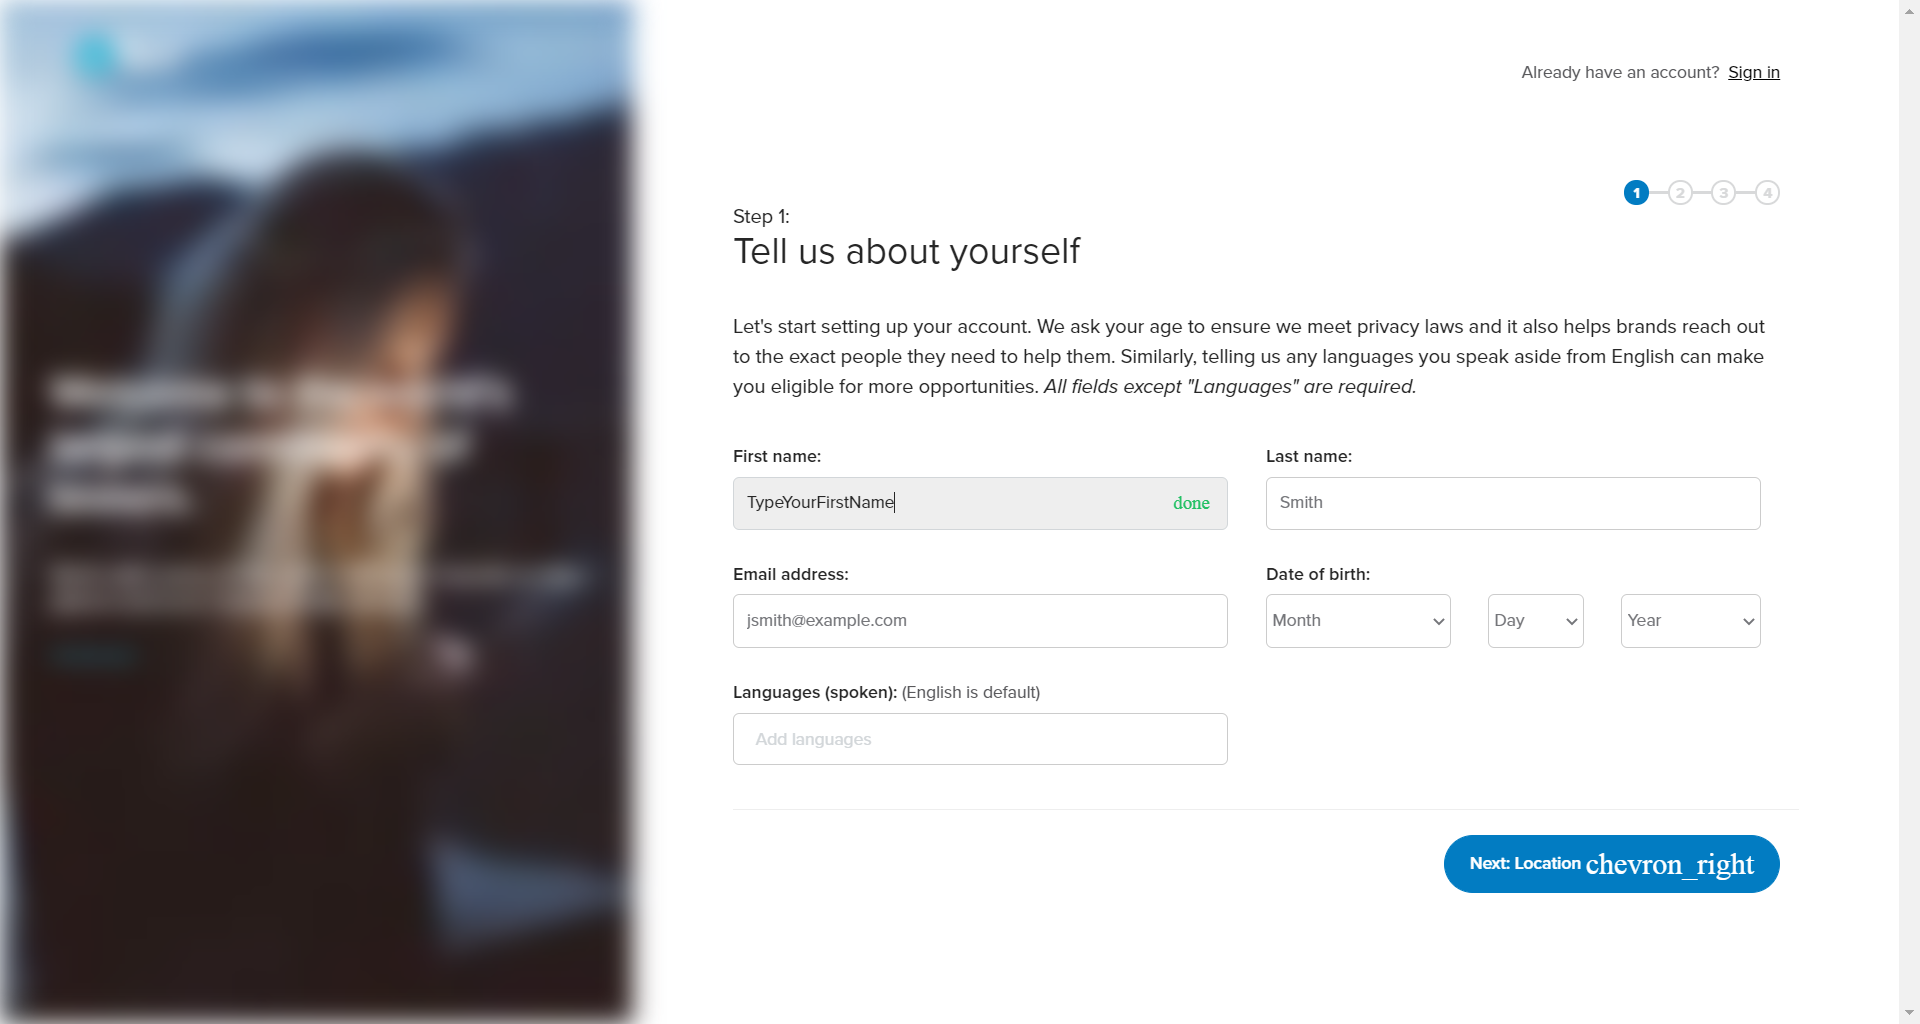 Already have an account? Sign in
1 2 3 4
Step 1:
Tell us about yourself
Let's start setting up your account. We ask your age to ensure we meet privacy laws and it also helps brands reach out
to the exact people they need to help them. Similarly, telling us any languages you speak aside from English can make
you eligible for more opportunities. All fields except "Languages" are required.
First name:
TypeYourFirstName done
Last name:
Smith
Email address:
jsmith@example.com
Date of birth:
Month Day Year
Languages (spoken): (English is default)
Add languages
Next: Location chevron_right